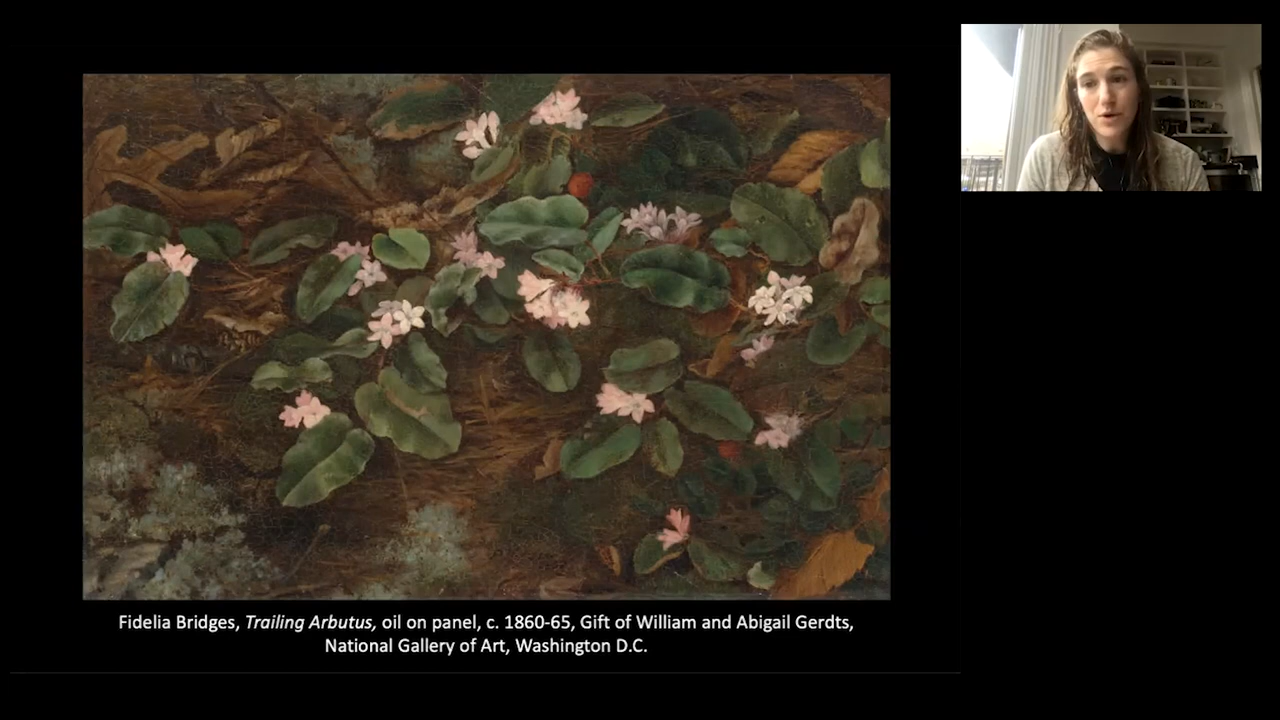 Fidelia Bridges, Trailing Arbutus, oil on panel, c. 1860-65, Gift of William and Abigail Gerdts,
National Gallery of Art, Washington D.C.